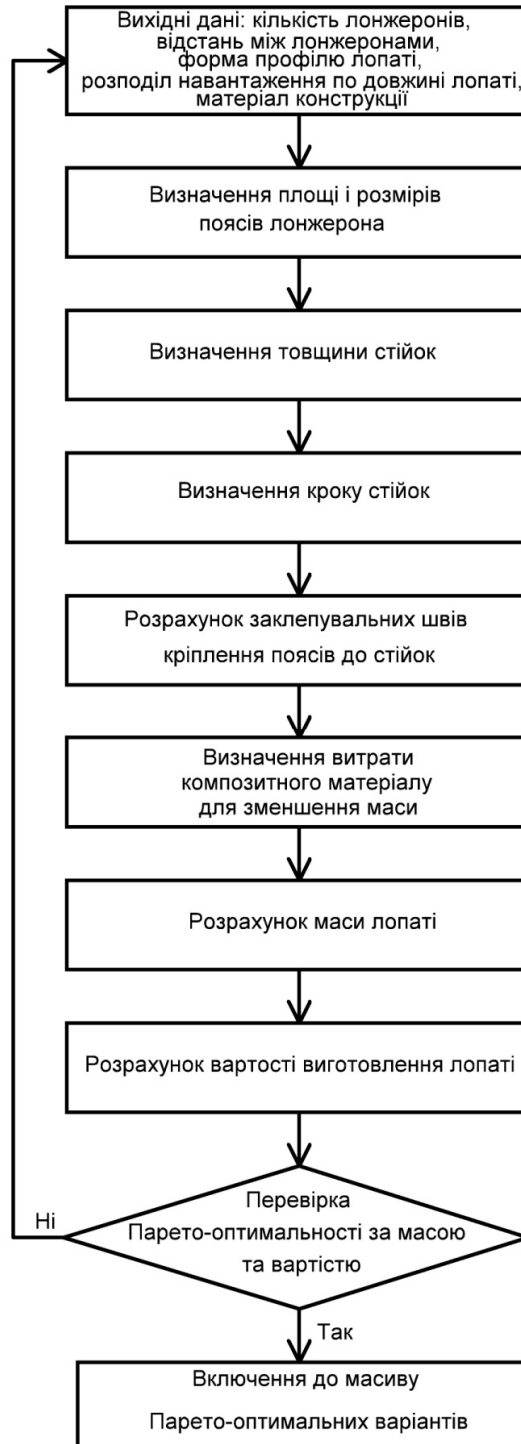 Вихідні дані: кількість лонжеронів,
відстань між лонжеронами,
форма профілю лопаті,
розподіл навантаження по довжині лопаті,
матеріал конструкції
Визначення площі і розмірів
поясів лонжерона
Визначення товщини стійок
Визначення кроку стійок
Розрахунок заклепувальних швів
кріплення поясів до стійок
Визначення витрати
композитного матеріалу
для зменшення маси
Розрахунок маси лопаті
Розрахунок вартості виготовлення лопаті
Перевірка
Парето-оптимальності за масою
та вартістю
Ні
Так
Включення до масиву
Парето-оптимальних варіантів